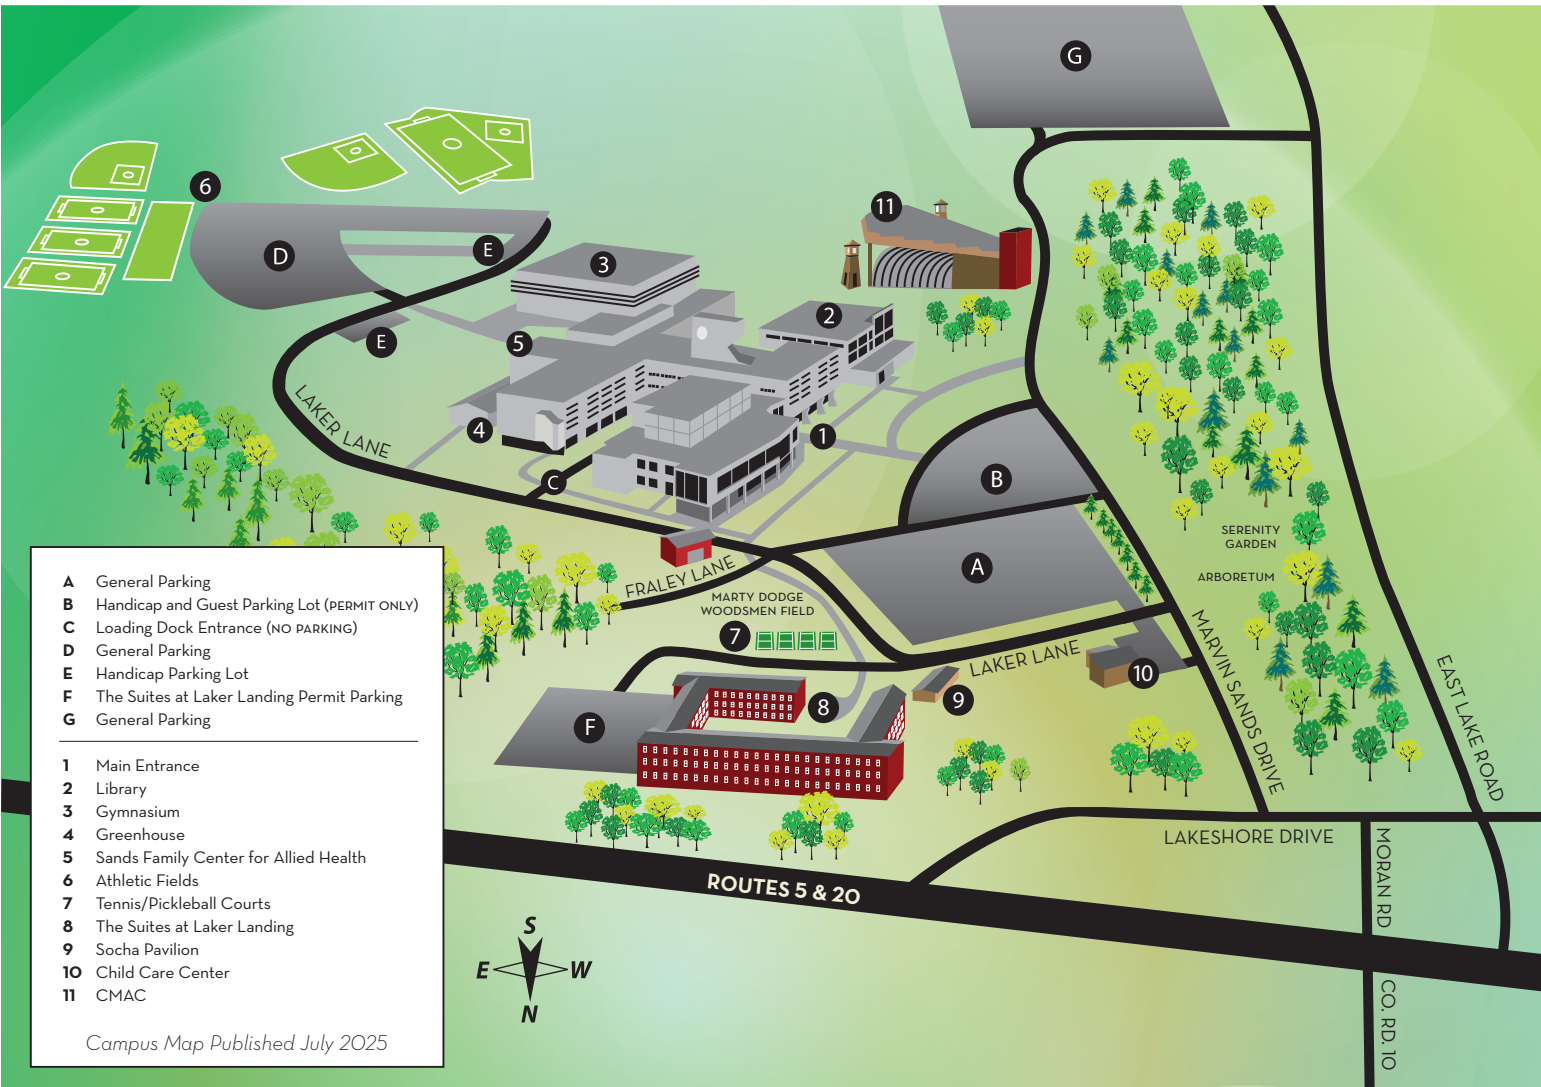 G
6
11
D
E
3
2
E
5
LAKER LANE
4
1
C
B
SERENITY
GARDEN
ARBORETUM
A
FRALEY LANE
MARTY DODGE
WOODSMEN FIELD
7
LAKER LANE
10
9
8
F
MARVIN SANDS DRIVE
EAST LAKE ROAD
LAKESHORE DRIVE
MORAN RD
CO. RD. 10
ROUTES 5 & 20
S
E W
N
A General Parking
B Handicap and Guest Parking Lot (PERMIT ONLY)
C Loading Dock Entrance (NO PARKING)
D General Parking
E Handicap Parking Lot
F The Suites at Laker Landing Permit Parking
G General Parking
1 Main Entrance
2 Library
3 Gymnasium
4 Greenhouse
5 Sands Family Center for Allied Health
6 Athletic Fields
7 Tennis/Pickleball Courts
8 The Suites at Laker Landing
9 Socha Pavilion
10 Child Care Center
11 CMAC
Campus Map Published July 2025